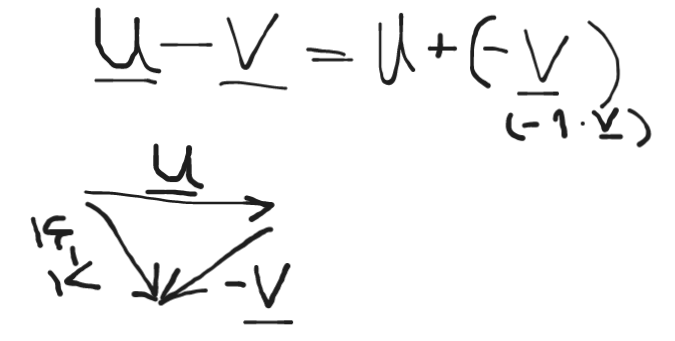 u - v = u + (- v)
(-1 · v)
u
- v